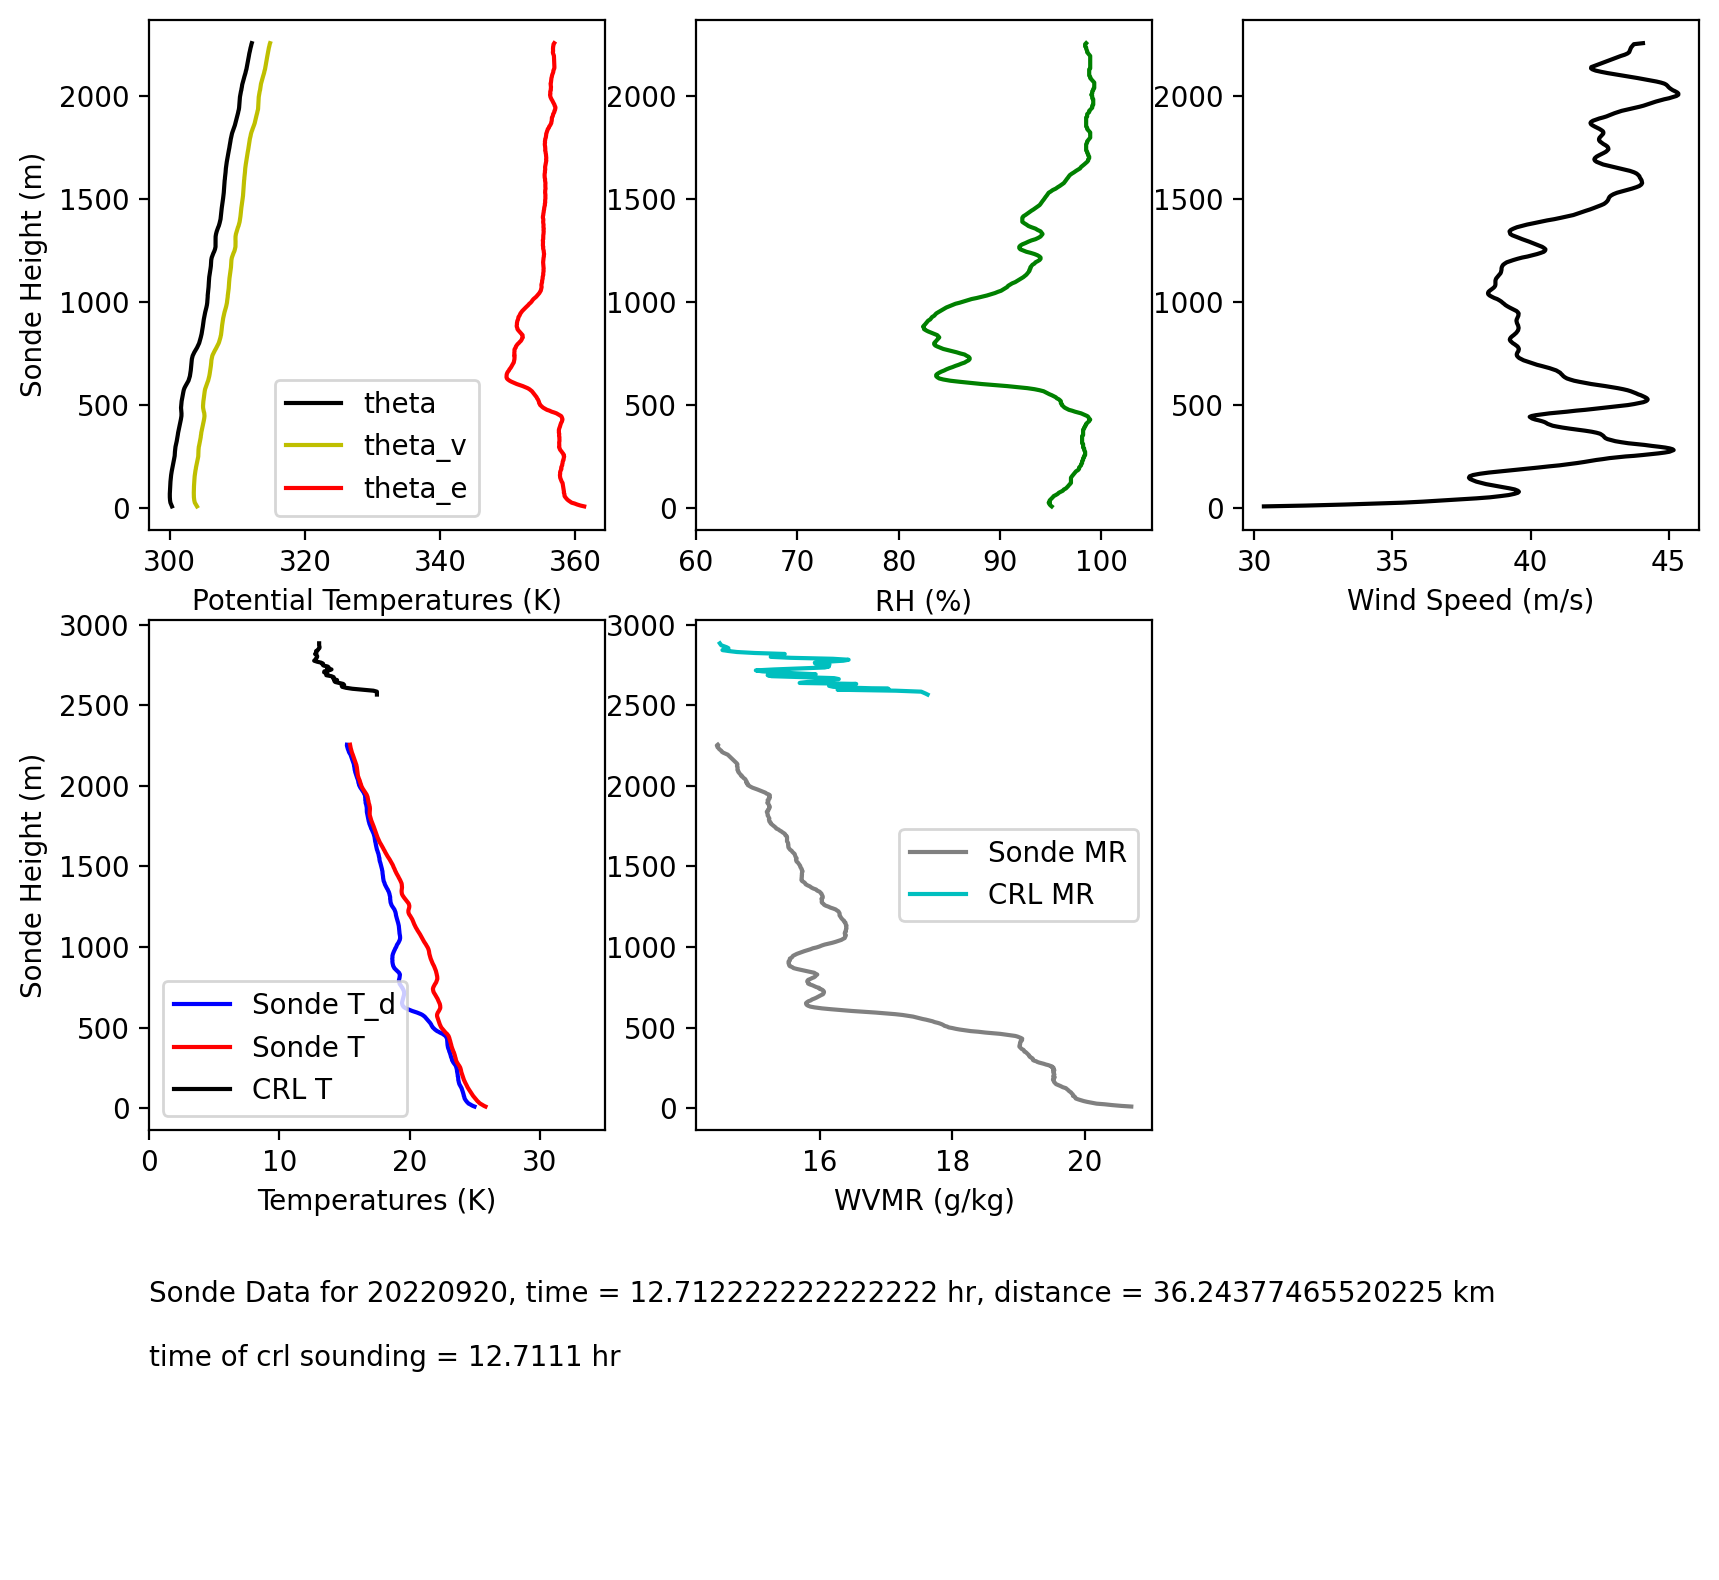 Sonde Height (m)
2000
1500
1000
500
0
theta
theta_v
theta_e
300 320 340 360
Potential Temperatures (K)
2000
1500
1000
500
0
60 70 80 90 100
RH (%)
2000
1500
1000
500
0
30 35 40 45
Wind Speed (m/s)
Sonde Height (m)
3000
2500
2000
1500
1000
500
0
Sonde T_d
Sonde T
CRL T
0 10 20 30
Temperatures (K)
3000
2500
2000
1500
1000
500
0
Sonde MR
CRL MR
16 18 20
WVMR (g/kg)
Sonde Data for 20220920, time = 12.712222222222222 hr, distance = 36.24377465520225 km
time of crl sounding = 12.7111 hr